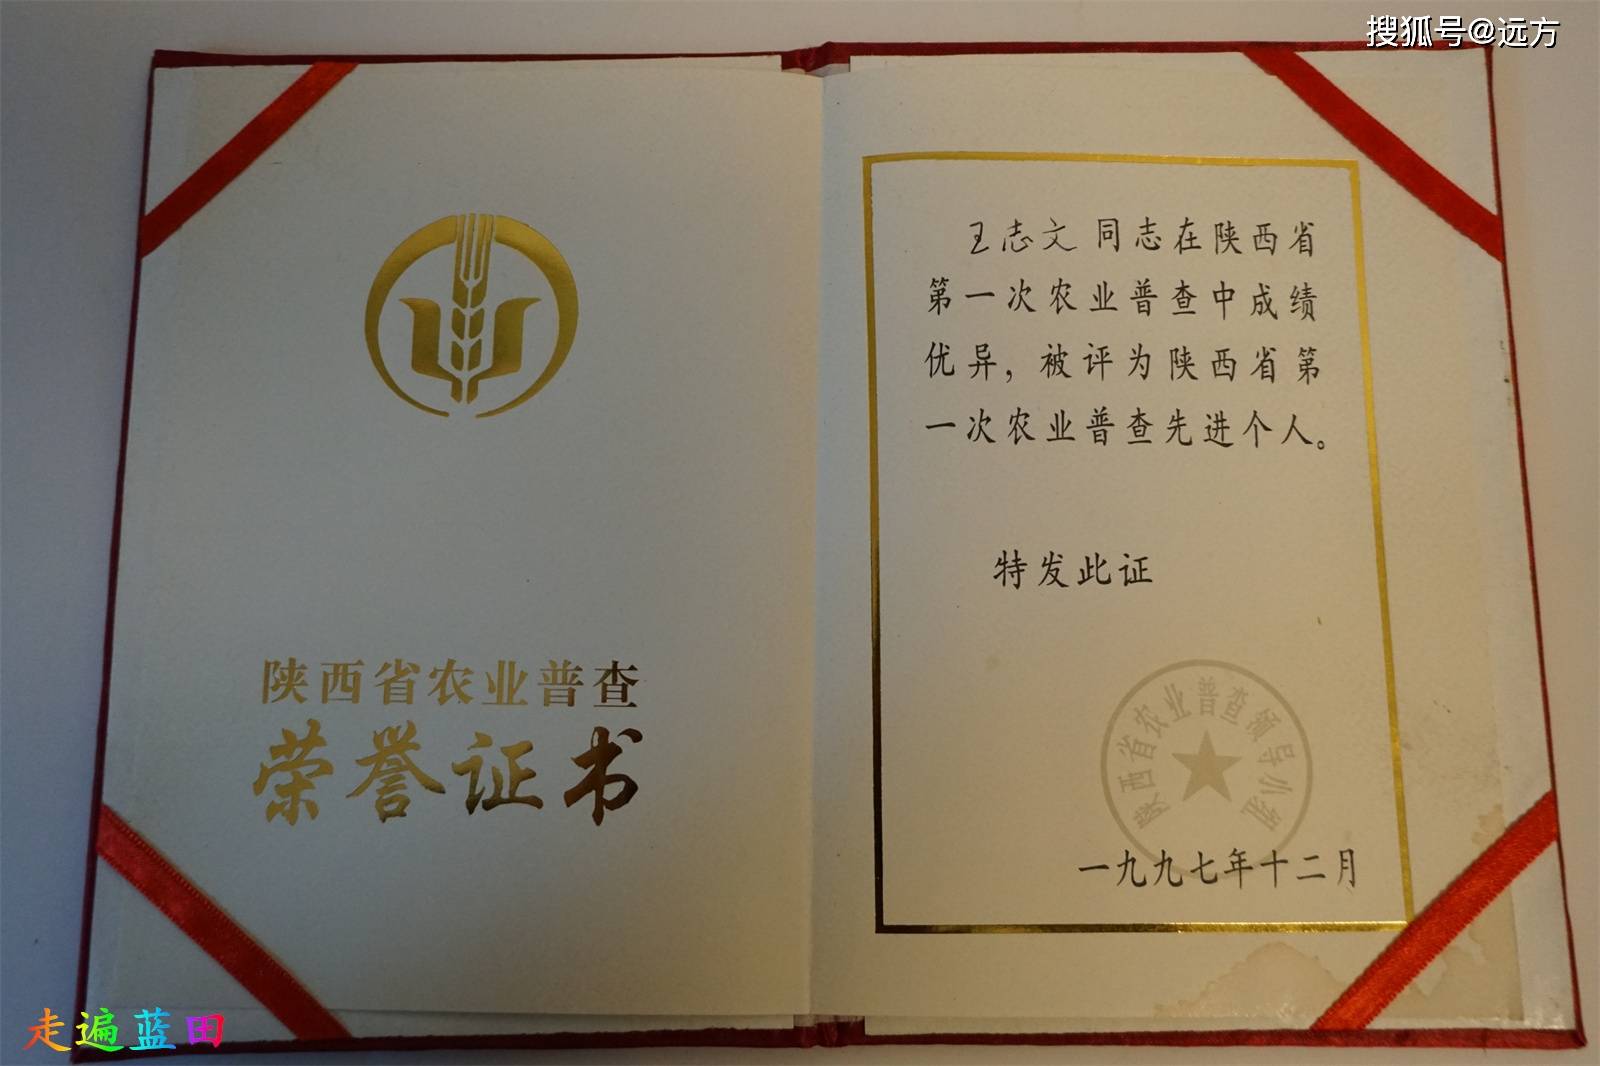 搜狐号@远方
陕西省农业普查
荣誉证书
王志文同志在陕西省
第一次农业普查中成绩
优异，被评为陕西省第
一次农业普查先进个人。
特发此证
陕西省农业普查领导小组
一九九七年十二月
走遍蓝田